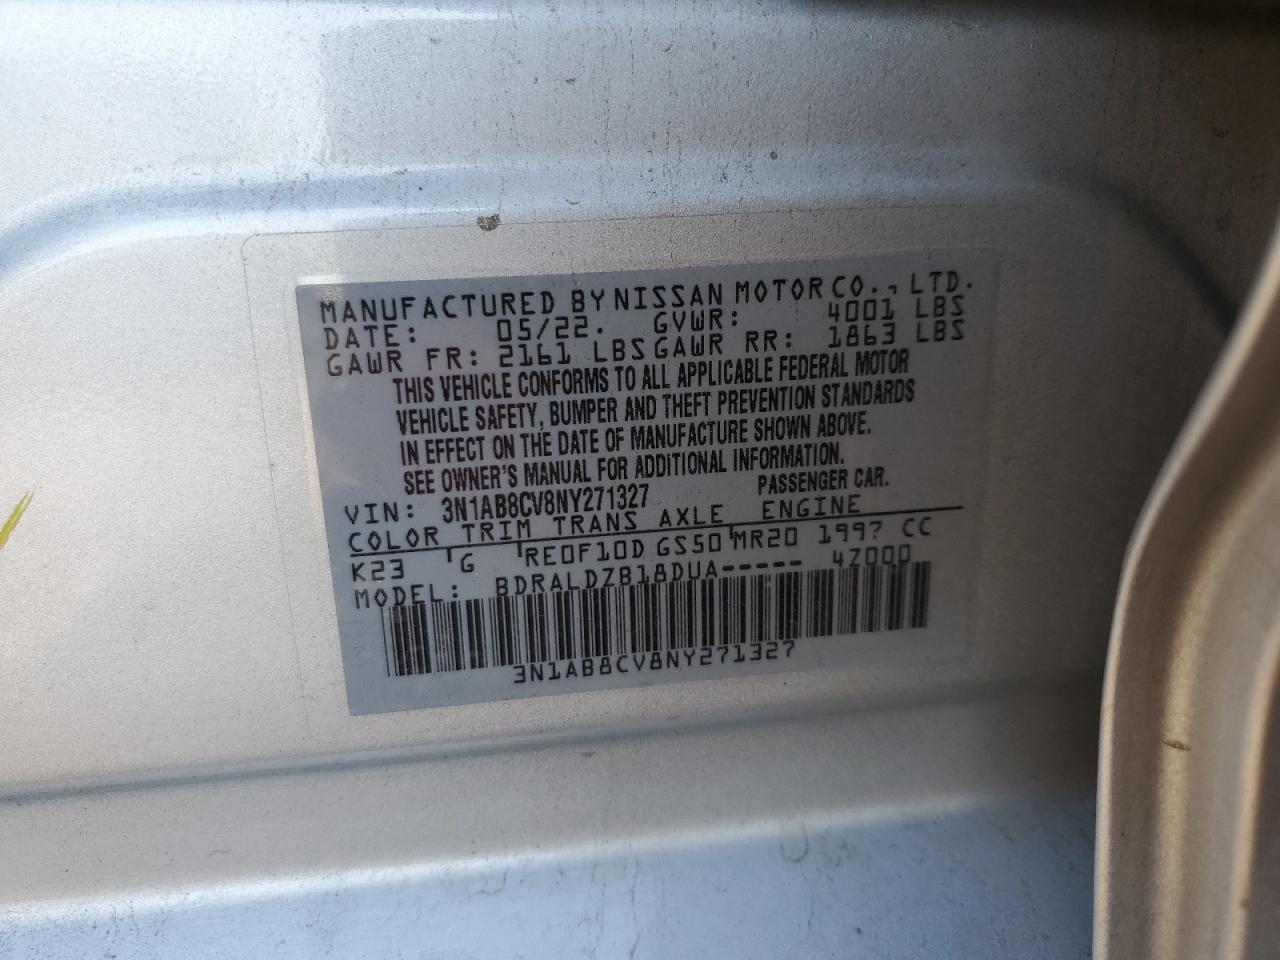 MANUFACTURED BY NISSAN MOTOR CO., LTD.
DATE: 05/22. GVWR: 4001 LBS
GAWR FR: 2161 LBS GAWR RR: 1863 LBS
THIS VEHICLE CONFORMS TO ALL APPLICABLE FEDERAL MOTOR
VEHICLE SAFETY, BUMPER AND THEFT PREVENTION STANDARDS
IN EFFECT ON THE DATE OF MANUFACTURE SHOWN ABOVE.
SEE OWNER'S MANUAL FOR ADDITIONAL INFORMATION.
VIN: 3N1AB8CV8NY271327 PASSENGER CAR.
COLOR TRIM TRANS AXLE ENGINE
K23 G RE0F10D GS50 MR20 1997 CC
MODEL: BDRALDZB18DUA----- 4Z000
3N1AB8CV8NY271327